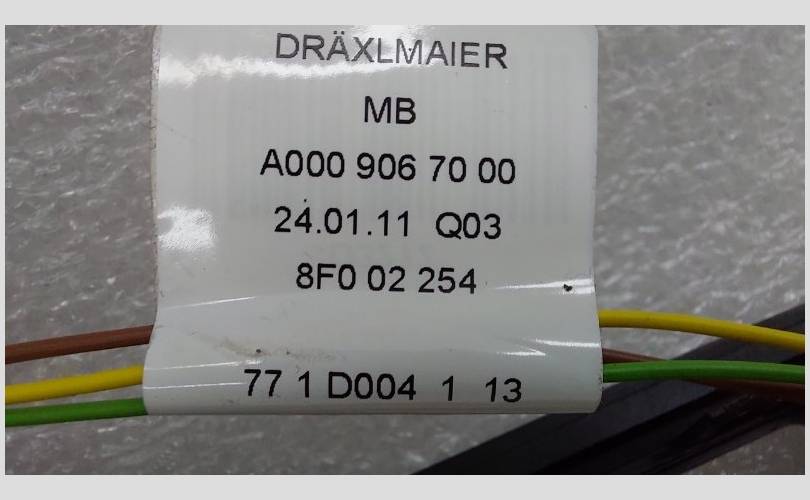 DRÄXLMAIER
MB
A000 906 70 00
24.01.11 Q03
8F0 02 254
77 1 D004 1 13